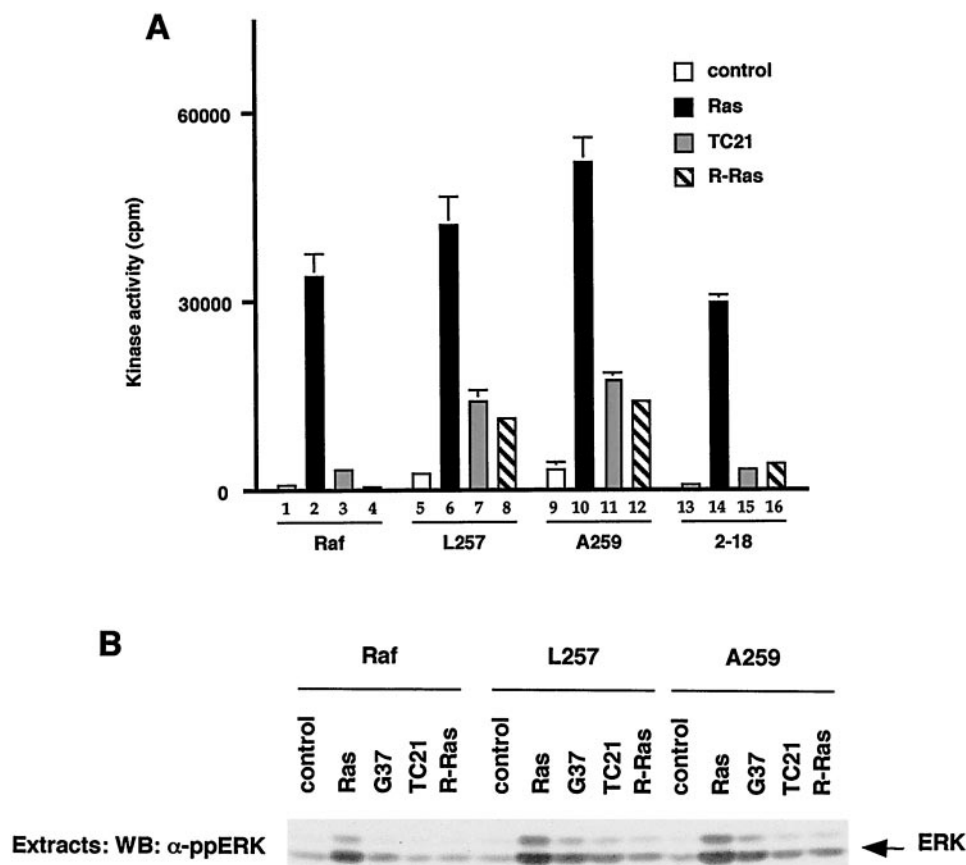 A
control
Ras
TC21
R-Ras
Kinase activity (cpm)
60000
30000
0
1 2 3 4 5 6 7 8 9 10 11 12 13 14 15 16
Raf L257 A259 2-18
B
Raf L257 A259
control Ras G37 TC21 R-Ras control Ras G37 TC21 R-Ras control Ras G37 TC21 R-Ras
Extracts: WB: α-ppERK ERK